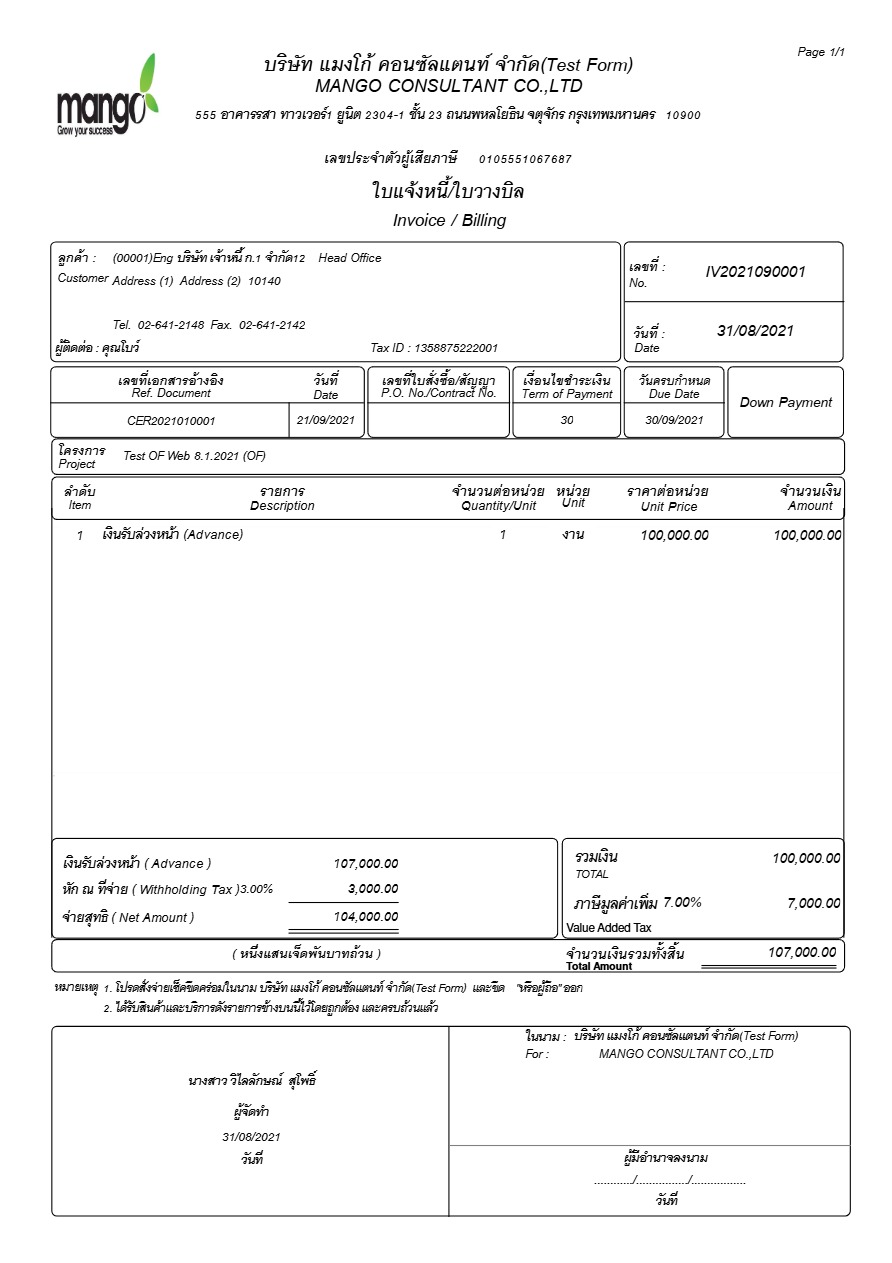 Page 1/1
mango
Grow your success
บริษัท แมงโก้ คอนซัลแตนท์ จำกัด(Test Form)
MANGO CONSULTANT CO.,LTD
555 อาคารรสา ทาวเวอร์1 ยูนิต 2304-1 ชั้น 23 ถนนพหลโยธิน จตุจักร กรุงเทพมหานคร 10900
เลขประจำตัวผู้เสียภาษี 0105551067687
ใบแจ้งหนี้/ใบวางบิล
Invoice / Billing
ลูกค้า : (00001)Eng บริษัท เจ้าหนี้ ก.1 จำกัด12 Head Office
Customer Address (1) Address (2) 10140
Tel. 02-641-2148 Fax. 02-641-2142
ผู้ติดต่อ : คุณโบว์ Tax ID : 1358875222001
เลขที่ : IV2021090001
No.
วันที่ : 31/08/2021
Date
เลขที่เอกสารอ้างอิง วันที่ เลขที่ใบสั่งซื้อ/สัญญา เงื่อนไขชำระเงิน วันครบกำหนด
Ref. Document Date P.O. No./Contract No. Term of Payment Due Date Down Payment
CER2021010001 21/09/2021 30 30/09/2021
โครงการ
Project Test OF Web 8.1.2021 (OF)
ลำดับ รายการ จำนวนต่อหน่วย หน่วย ราคาต่อหน่วย จำนวนเงิน
Item Description Quantity/Unit Unit Unit Price Amount
1 เงินรับล่วงหน้า (Advance) 1 งาน 100,000.00 100,000.00
เงินรับล่วงหน้า ( Advance ) 107,000.00
หัก ณ ที่จ่าย ( Withholding Tax )3.00% 3,000.00
จ่ายสุทธิ ( Net Amount ) 104,000.00
รวมเงิน 100,000.00
TOTAL
ภาษีมูลค่าเพิ่ม 7.00% 7,000.00
Value Added Tax
( หนึ่งแสนเจ็ดพันบาทถ้วน ) จำนวนเงินรวมทั้งสิ้น 107,000.00
Total Amount
หมายเหตุ 1. โปรดสั่งจ่ายเช็คขีดคร่อมในนาม บริษัท แมงโก้ คอนซัลแตนท์ จำกัด(Test Form) และขีด "หรือผู้ถือ" ออก
2. ได้รับสินค้าและบริการดังรายการข้างบนนี้ไว้โดยถูกต้อง และครบถ้วนแล้ว
นางสาว วิไลลักษณ์ สุโพธิ์
ผู้จัดทำ
31/08/2021
วันที่
ในนาม : บริษัท แมงโก้ คอนซัลแตนท์ จำกัด(Test Form)
For : MANGO CONSULTANT CO.,LTD
ผู้มีอำนาจลงนาม
............/................/.................
วันที่